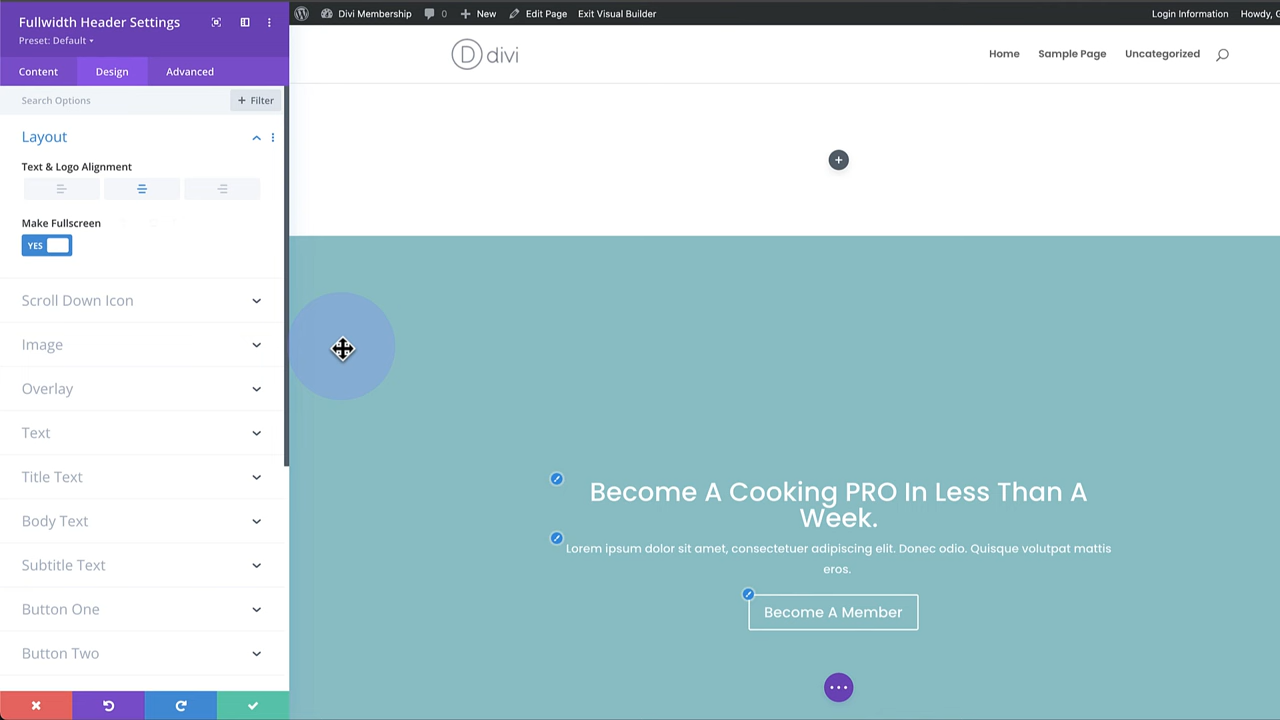 Fullwidth Header Settings
Preset: Default
Content
Design
Advanced
Search Options
+ Filter
Layout
Text & Logo Alignment
Make Fullscreen
YES
Scroll Down Icon
Image
Overlay
Text
Title Text
Body Text
Subtitle Text
Button One
Button Two
Divi Membership
0
New
Edit Page
Exit Visual Builder
Login Information
Howdy,
D divi
Home
Sample Page
Uncategorized
Become A Cooking PRO In Less Than A
Week.
Lorem ipsum dolor sit amet, consectetuer adipiscing elit. Donec odio. Quisque volutpat mattis
eros.
Become A Member